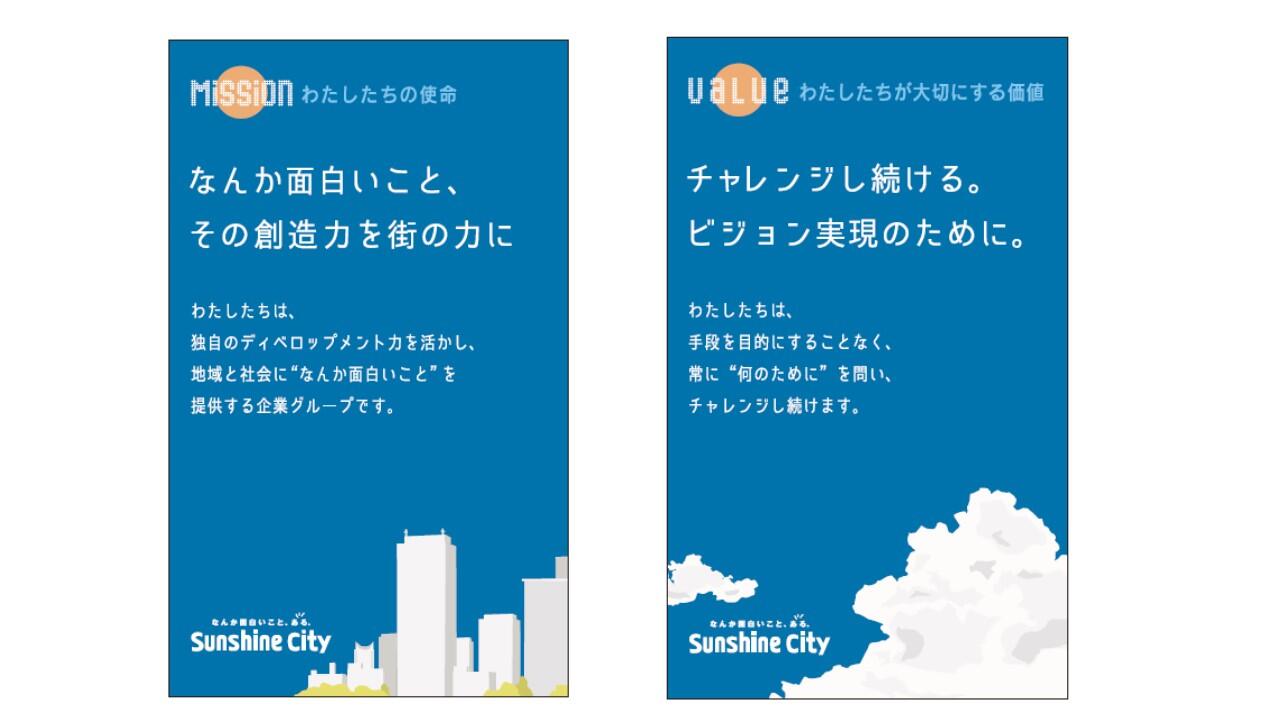 Mission わたしたちの使命
なんか面白いこと、
その創造力を街の力に
わたしたちは、
独自のディベロップメント力を活かし、
地域と社会に“なんか面白いこと”を
提供する企業グループです。
なんか面白いこと、ある。
Sunshine City
VaLUe わたしたちが大切にする価値
チャレンジし続ける。
ビジョン実現のために。
わたしたちは、
手段を目的にすることなく、
常に“何のために”を問い、
チャレンジし続けます。
なんか面白いこと、ある。
Sunshine City